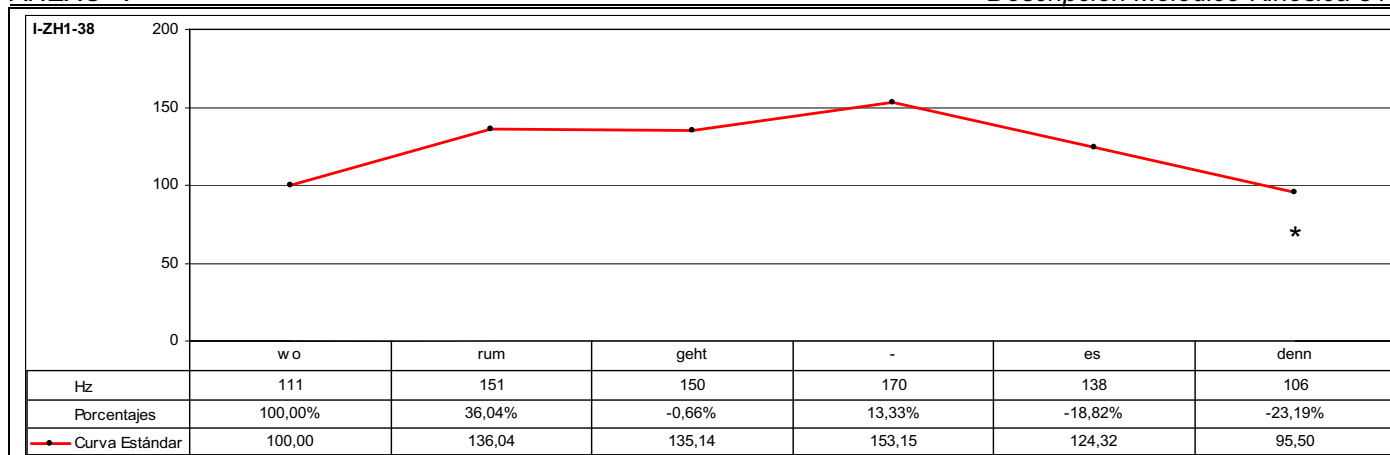 I-ZH1-38
200
150
100
50
0
wo rum geht - es denn
Hz 111 151 150 170 138 106
Porcentajes 100,00% 36,04% -0,66% 13,33% -18,82% -23,19%
Curva Estándar 100,00 136,04 135,14 153,15 124,32 95,50
*